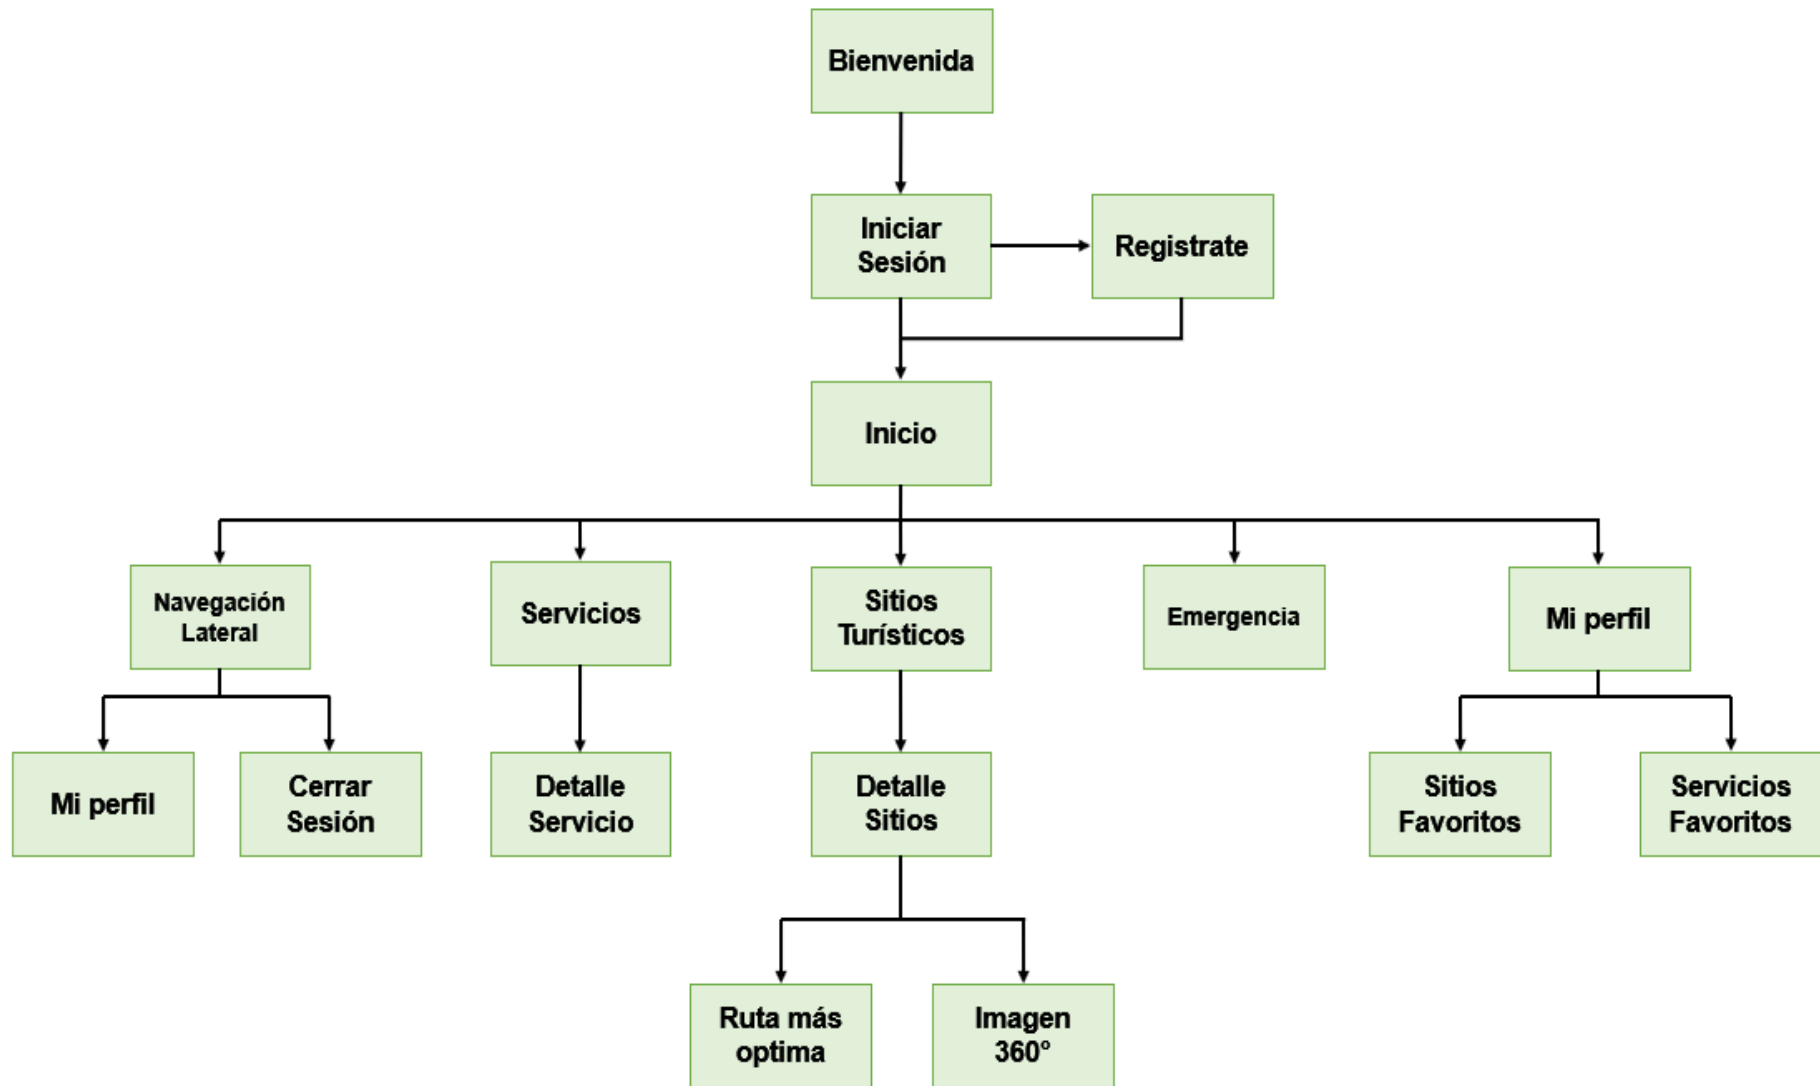 Bienvenida
Iniciar
Sesión
Registrate
Inicio
Navegación
Lateral
Servicios
Sitios
Turísticos
Emergencia
Mi perfil
Mi perfil
Cerrar
Sesión
Detalle
Servicio
Detalle
Sitios
Sitios
Favoritos
Servicios
Favoritos
Ruta más
optima
Imagen
360°